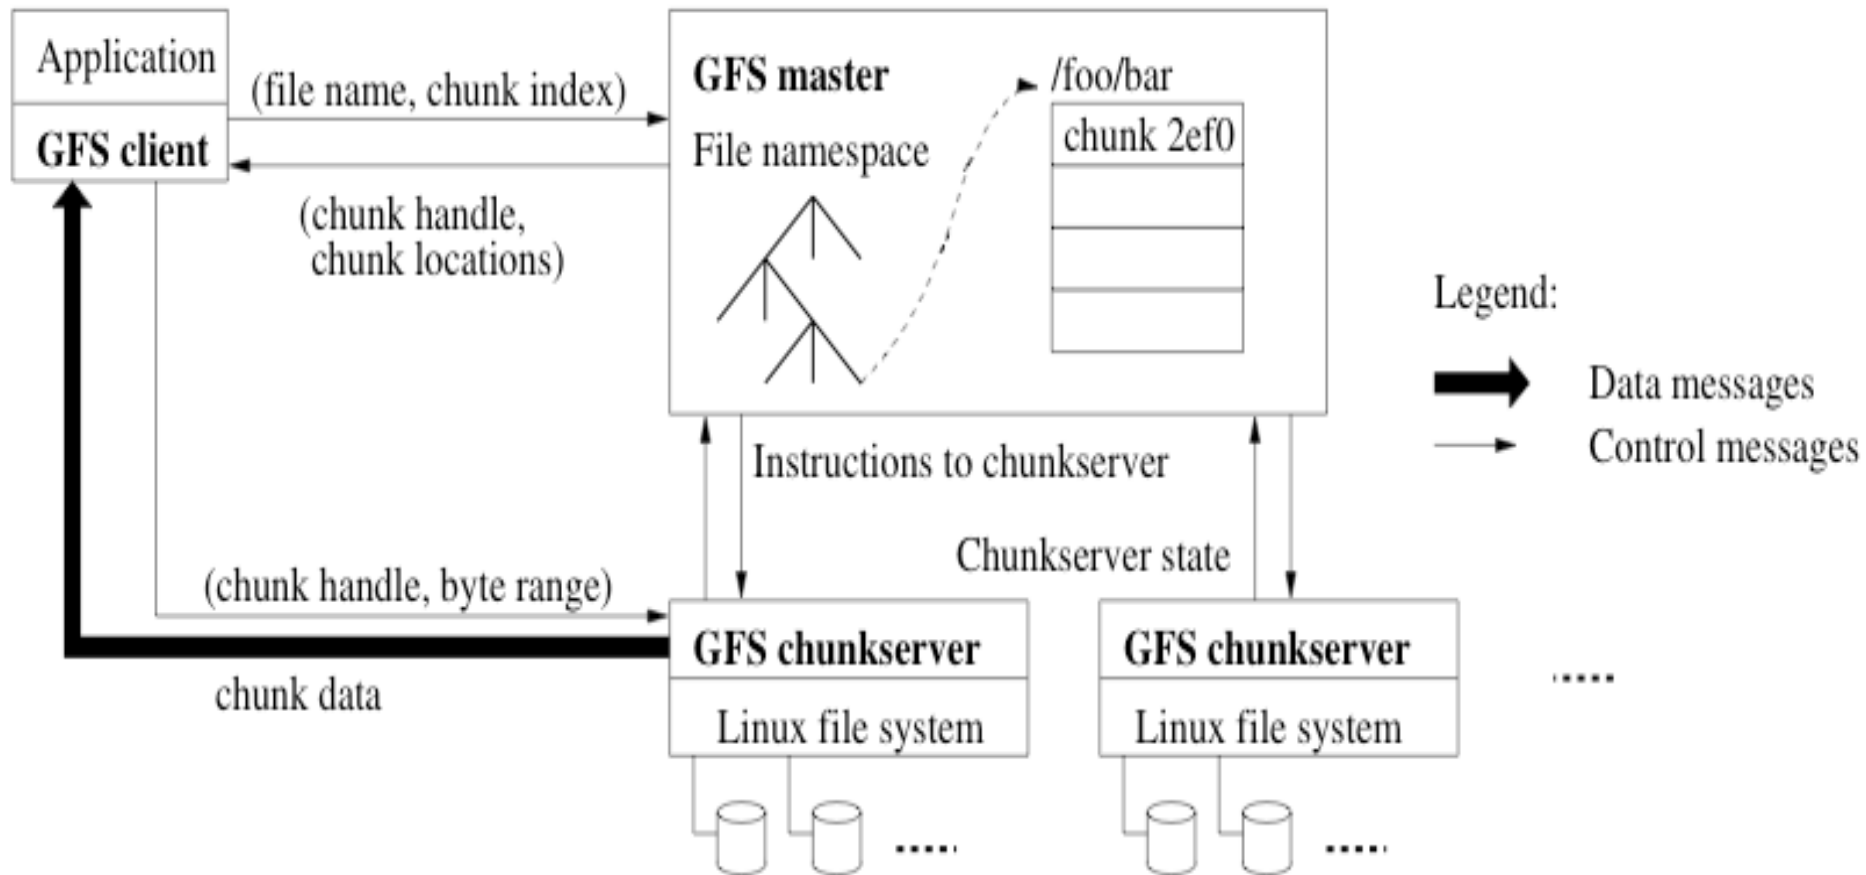 Application
GFS client
(file name, chunk index)
(chunk handle,
chunk locations)
GFS master
File namespace
/foo/bar
chunk 2ef0
Legend:
Data messages
Control messages
Instructions to chunkserver
Chunkserver state
(chunk handle, byte range)
chunk data
GFS chunkserver
Linux file system
GFS chunkserver
Linux file system